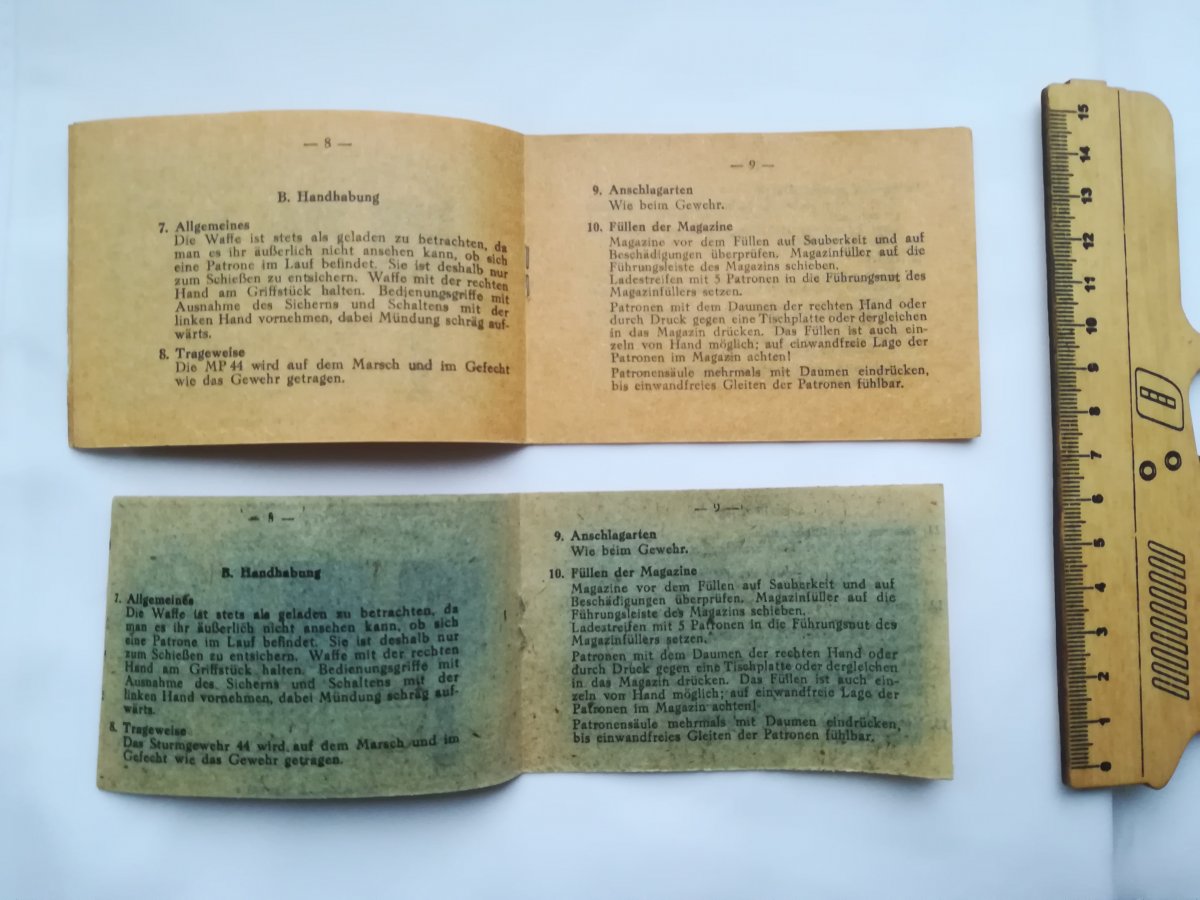 — 8 —
B. Handhabung
7. Allgemeines
Die Waffe ist stets als geladen zu betrachten, da
man es ihr äußerlich nicht ansehen kann, ob sich
eine Patrone im Lauf befindet. Sie ist deshalb nur
zum Schießen zu entsichern. Waffe mit der rechten
Hand am Griffstück halten. Bedienungsgriffe mit
Ausnahme des Sicherns und Schaltens mit der
linken Hand vornehmen, dabei Mündung schräg auf-
wärts.
8. Trageweise
Die MP 44 wird auf dem Marsch und im Gefecht
wie das Gewehr getragen.
— 9 —
9. Anschlagarten
Wie beim Gewehr.
10. Füllen der Magazine
Magazine vor dem Füllen auf Sauberkeit und auf
Beschädigungen überprüfen. Magazinfüller auf die
Führungsleiste des Magazins schieben.
Ladestreifen mit 5 Patronen in die Führungsnut des
Magazinfüllers setzen.
Patronen mit dem Daumen der rechten Hand oder
durch Druck gegen eine Tischplatte oder dergleichen
in das Magazin drücken. Das Füllen ist auch ein-
zeln von Hand möglich; auf einwandfreie Lage der
Patronen im Magazin achten!
Patronensäule mehrmals mit Daumen eindrücken,
bis einwandfreies Gleiten der Patronen fühlbar.
— 8 —
B. Handhabung
7. Allgemeines
Die Waffe ist stets als geladen zu betrachten, da
man es ihr äußerlich nicht ansehen kann, ob sich
eine Patrone im Lauf befindet. Sie ist deshalb nur
zum Schießen zu entsichern. Waffe mit der rechten
Hand am Griffstück halten. Bedienungsgriffe mit
Ausnahme des Sicherns und Schaltens mit der
linken Hand vornehmen, dabei Mündung schräg auf-
wärts.
8. Trageweise
Das Sturmgewehr 44 wird auf dem Marsch und im
Gefecht wie das Gewehr getragen.
— 9 —
9. Anschlagarten
Wie beim Gewehr.
10. Füllen der Magazine
Magazine vor dem Füllen auf Sauberkeit und auf
Beschädigungen überprüfen. Magazinfüller auf die
Führungsleiste des Magazins schieben.
Ladestreifen mit 5 Patronen in die Führungsnut des
Magazinfüllers setzen.
Patronen mit dem Daumen der rechten Hand oder
durch Druck gegen eine Tischplatte oder dergleichen
in das Magazin drücken. Das Füllen ist auch ein-
zeln von Hand möglich; auf einwandfreie Lage der
Patronen im Magazin achten!
Patronensäule mehrmals mit Daumen eindrücken,
bis einwandfreies Gleiten der Patronen fühlbar.
0 1 2 3 4 5 6 7 8 9 10 11 12 13 14 15